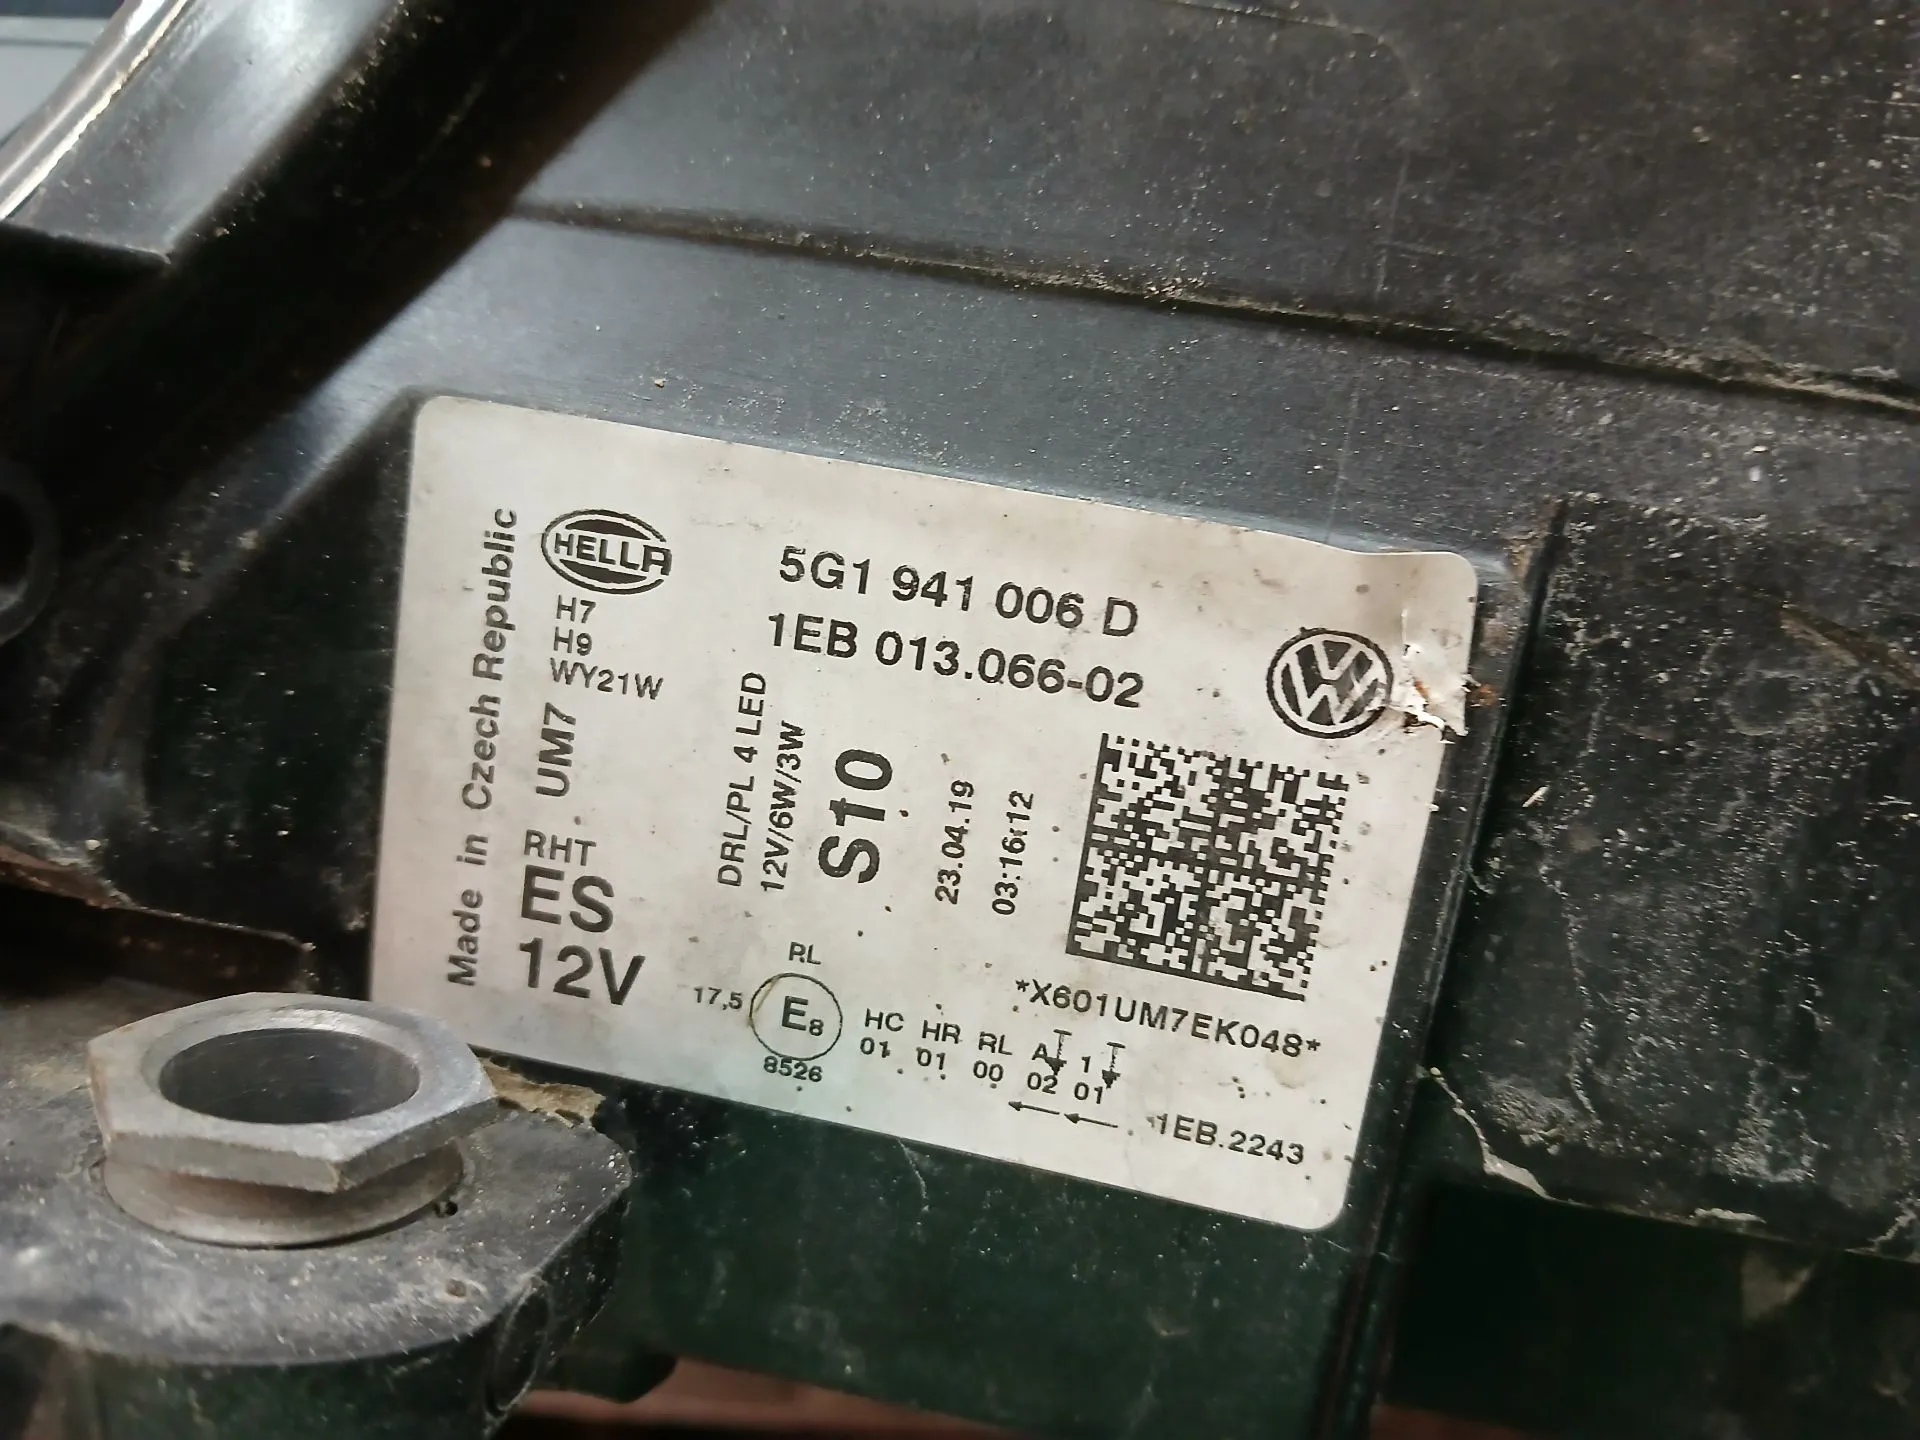 HELLA
5G1 941 006 D
1EB 013.066-02
H7
H9
WY21W
Made in Czech Republic
UM7
RHT
ES
12V
DRL/PL 4 LED
12V/6W/3W
S10
23.04.19
03:16:12
*X601UM7EK048*
RL
17,5
E8
8526
HC HR RL A 1
01 01 00 02 01
1EB.2243